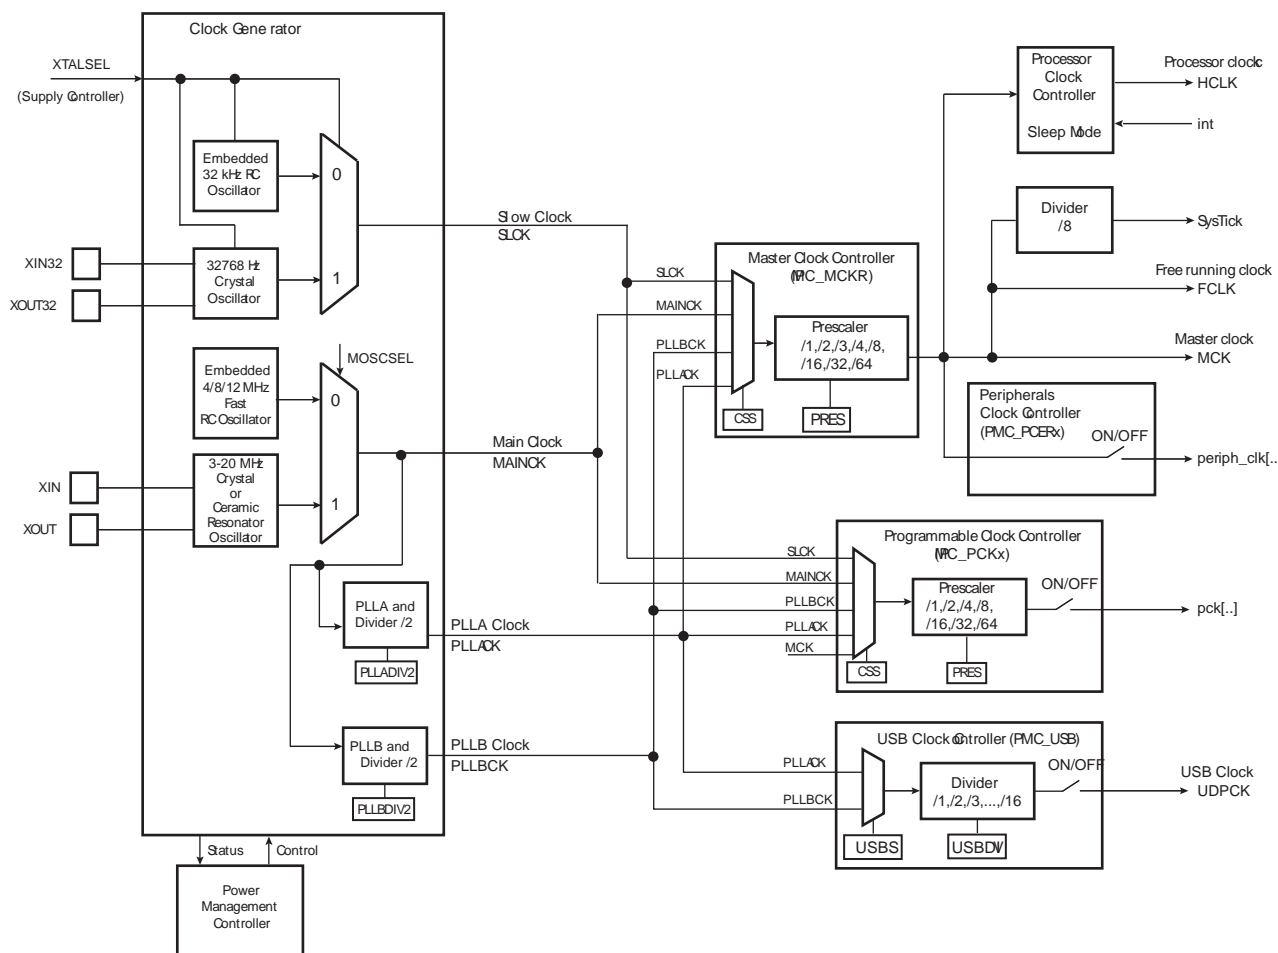 Clock Generator
XTALSEL
(Supply Controller)
Embedded
32 kHz RC
Oscillator
0
XIN32
XOUT32
32768 Hz
Crystal
Oscillator
1
Slow Clock
SLCK
MOSCSEL
Embedded
4/8/12 MHz
Fast
RC Oscillator
0
XIN
XOUT
3-20 MHz
Crystal
or
Ceramic
Resonator
Oscillator
1
Main Clock
MAINCK
PLLA and
Divider /2
PLLADIV2
PLLA Clock
PLLACK
PLLB and
Divider /2
PLLBDIV2
PLLB Clock
PLLBCK
Status
Control
Power
Management
Controller
Master Clock Controller
(PMC_MCKR)
SLCK
MAINCK
PLLBCK
PLLACK
CSS
Prescaler
/1,/2,/3,/4,/8,
/16,/32,/64
PRES
Processor
Clock
Controller
Sleep Mode
Processor clock
HCLK
int
Divider
/8
SysTick
Free running clock
FCLK
Master clock
MCK
Peripherals
Clock Controller
(PMC_PCERx)
ON/OFF
periph_clk[..
Programmable Clock Controller
(PMC_PCKx)
SLCK
MAINCK
PLLBCK
PLLACK
MCK
CSS
Prescaler
/1,/2,/4,/8,
/16,/32,/64
PRES
ON/OFF
pck[..]
USB Clock Controller (PMC_USB)
PLLACK
PLLBCK
USBS
Divider
/1,/2,/3,...,/16
USBDIV
ON/OFF
USB Clock
UDPCK